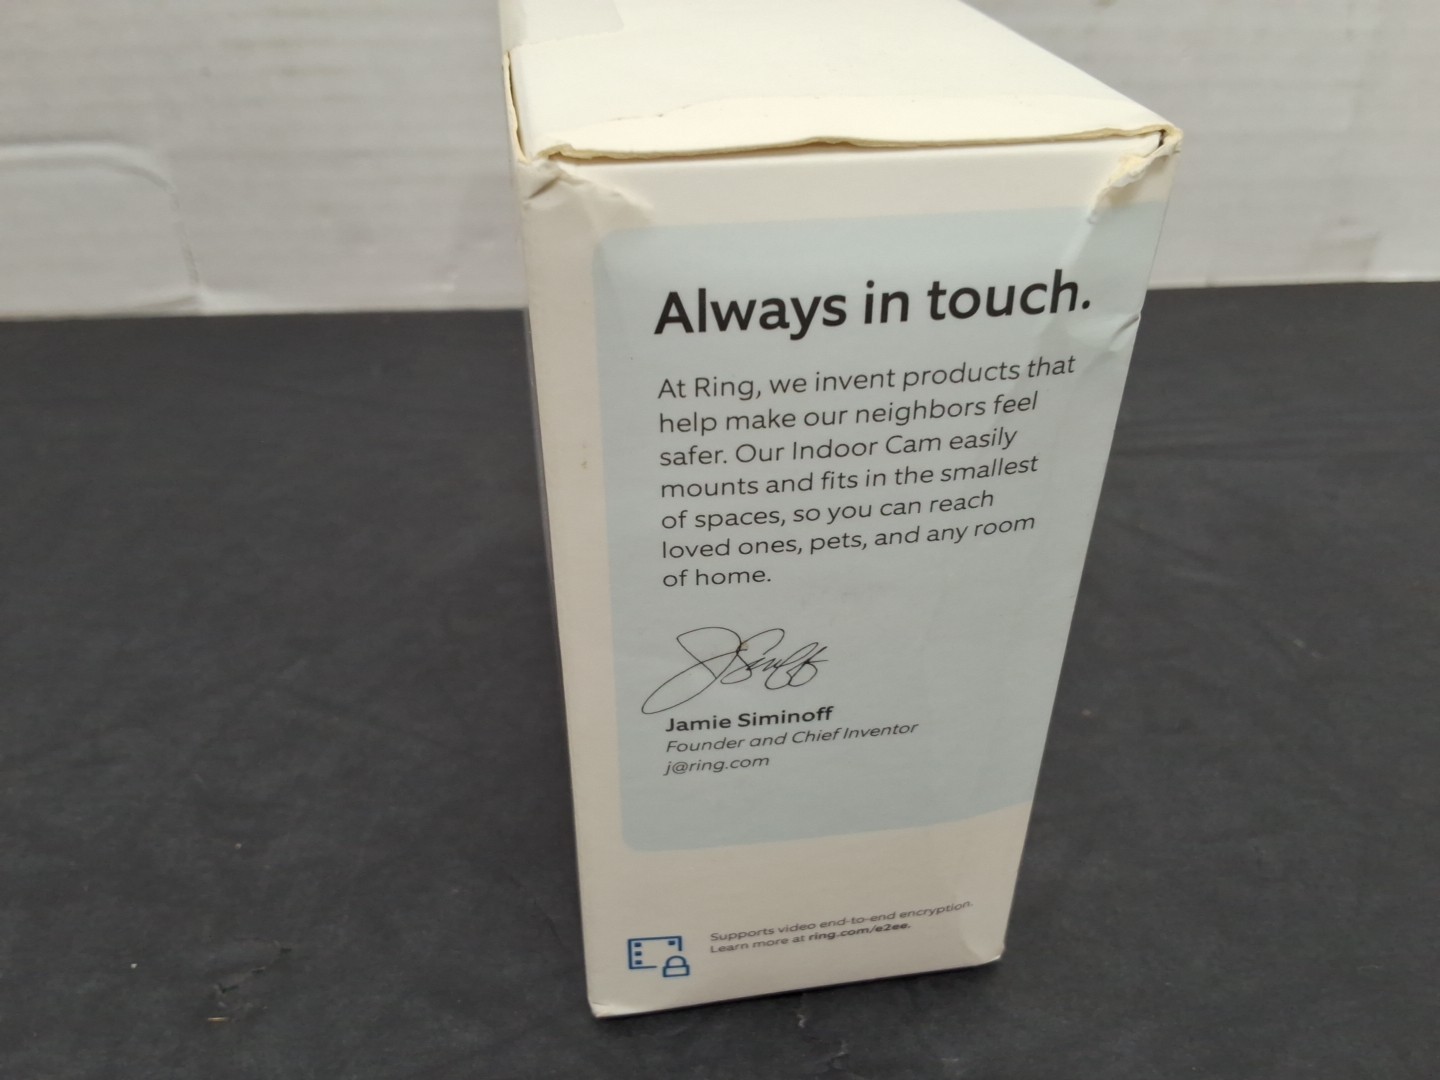 Always in touch.
At Ring, we invent products that
help make our neighbors feel
safer. Our Indoor Cam easily
mounts and fits in the smallest
of spaces, so you can reach
loved ones, pets, and any room
of home.
J Siminoff
Jamie Siminoff
Founder and Chief Inventor
j@ring.com
Supports video end-to-end encryption.
Learn more at ring.com/e2ee.